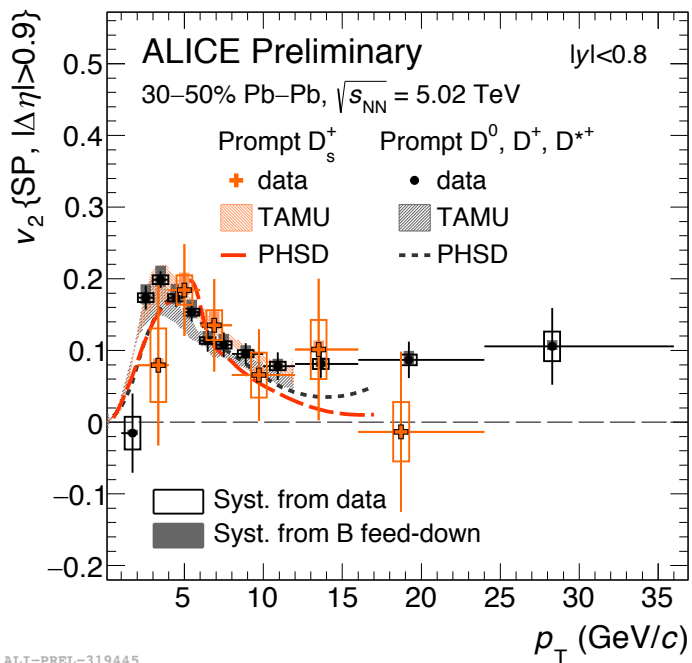 ALICE Preliminary
|y|<0.8
30–50% Pb–Pb, √sNN = 5.02 TeV
Prompt D+s
Prompt D0, D+, D*+
data
data
TAMU
TAMU
PHSD
PHSD
v2 {SP, |Δη|>0.9}
0.5
0.4
0.3
0.2
0.1
0
−0.1
−0.2
Syst. from data
Syst. from B feed-down
5
10
15
20
25
30
35
pT (GeV/c)
ALI-PREL-319445